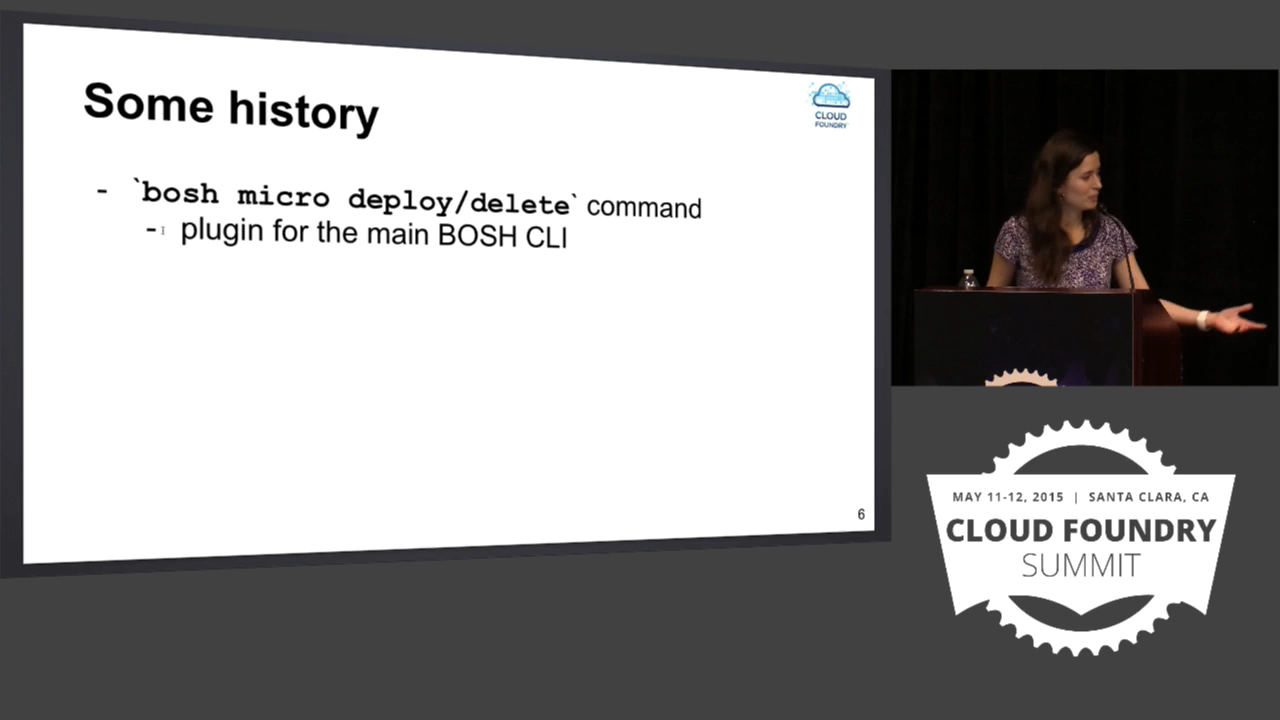 Some history
CLOUD
FOUNDRY
- `bosh micro deploy/delete` command
- plugin for the main BOSH CLI
6
MAY 11-12, 2015 | SANTA CLARA, CA
CLOUD FOUNDRY
SUMMIT